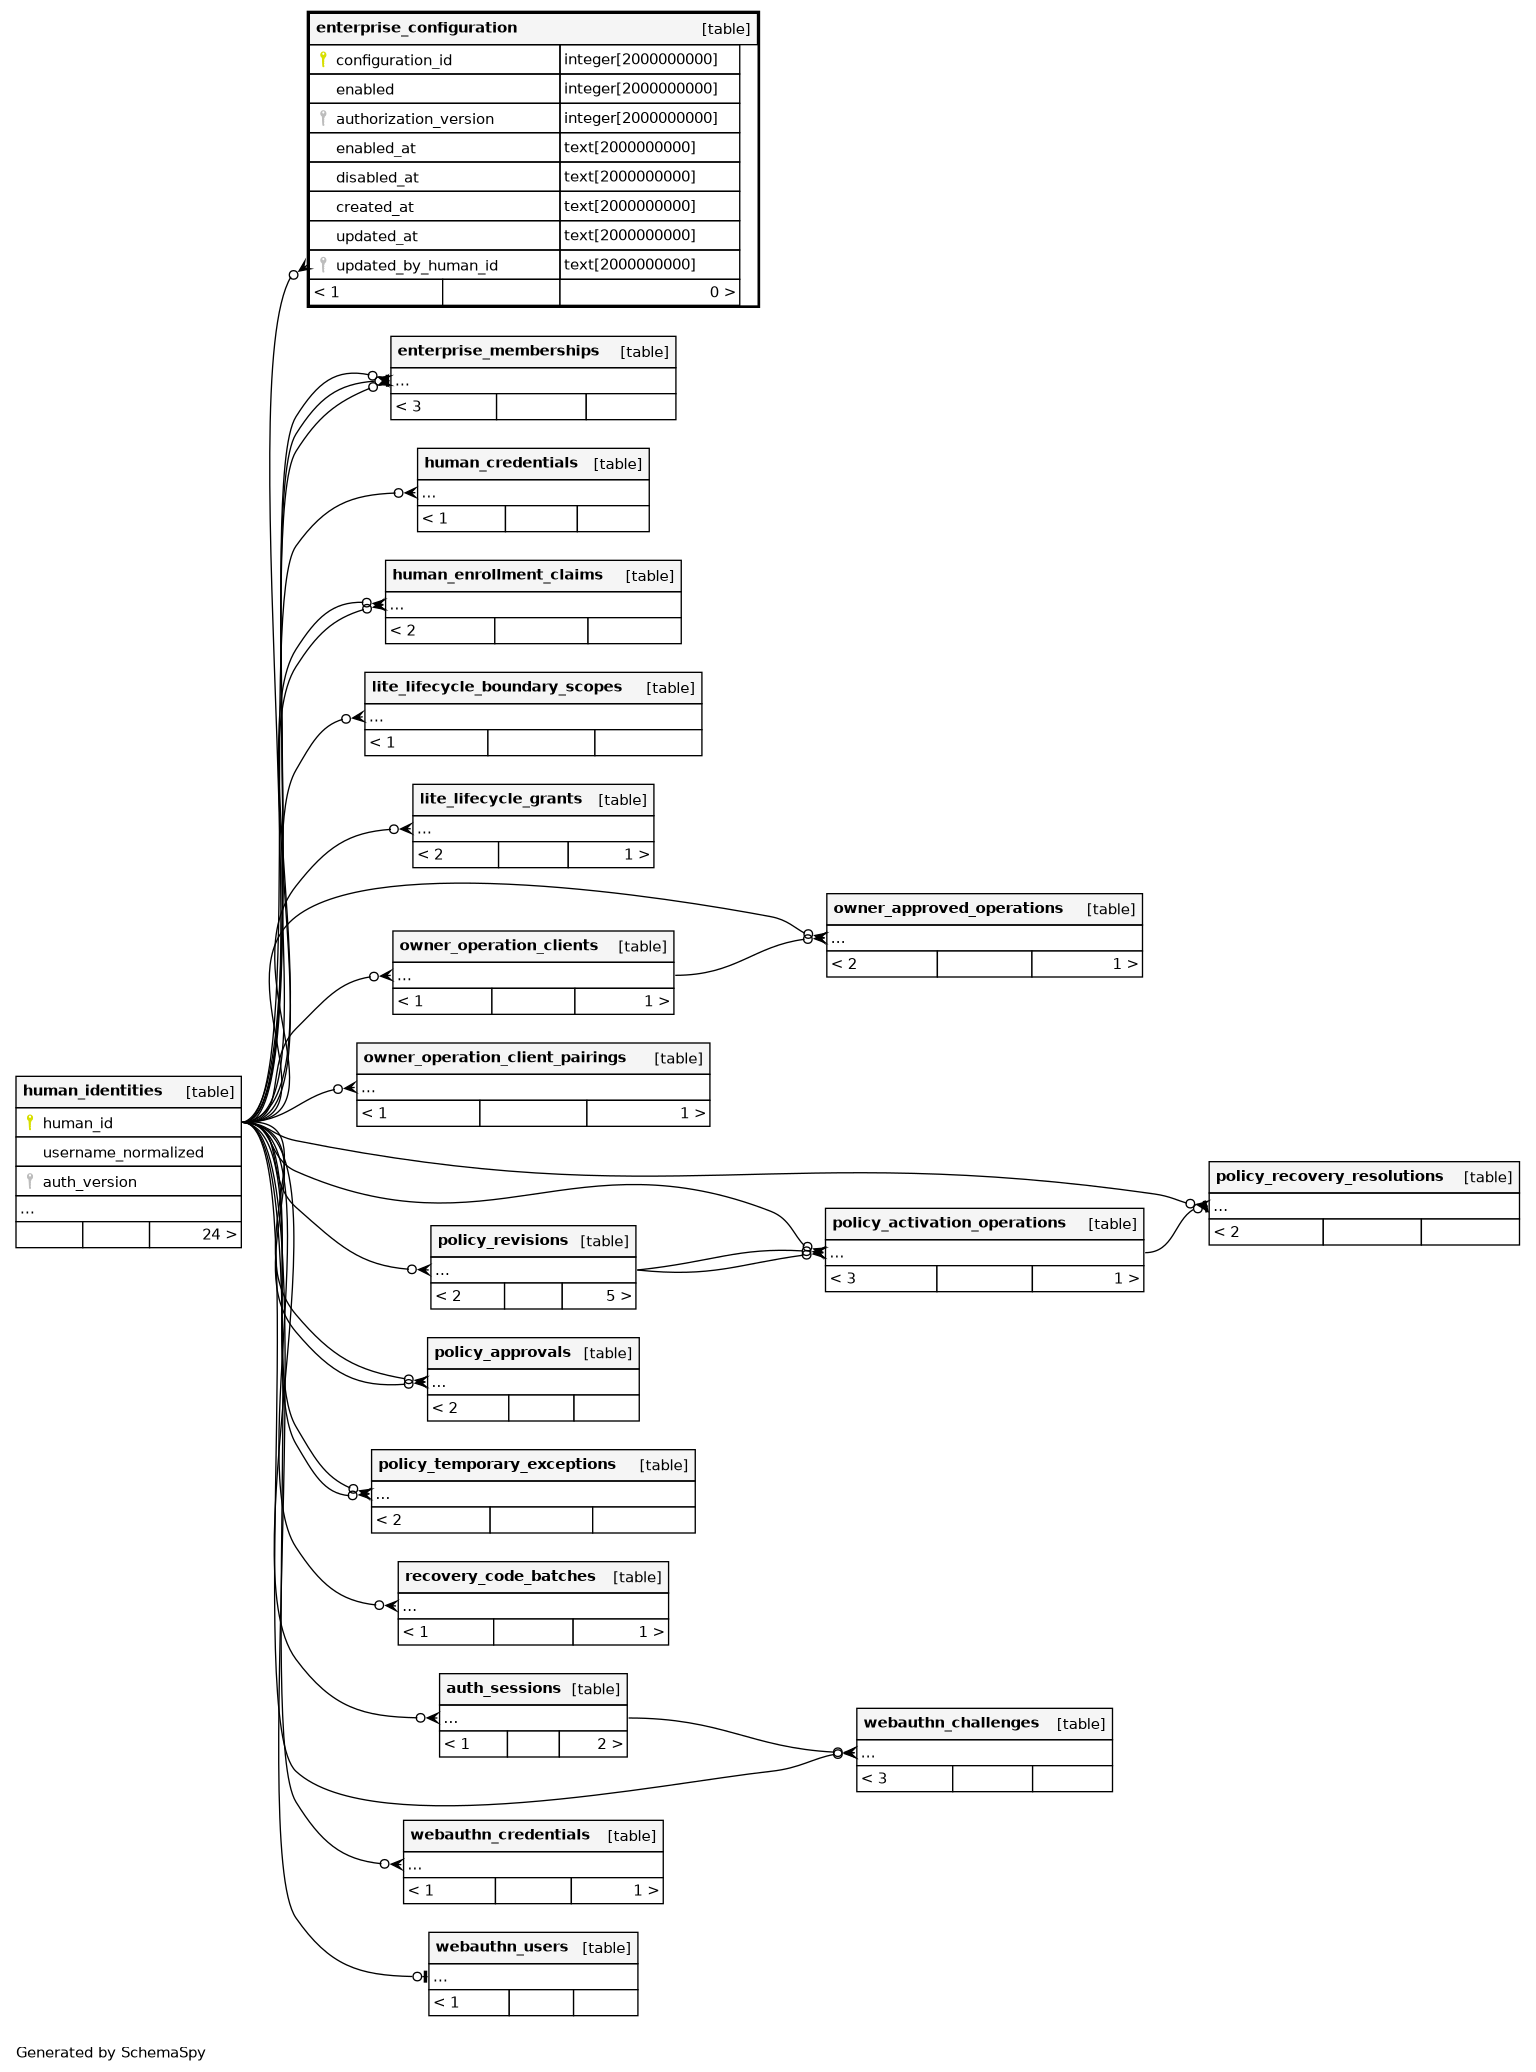 enterprise_configuration [table]
configuration_id integer[2000000000]
enabled integer[2000000000]
authorization_version integer[2000000000]
enabled_at text[2000000000]
disabled_at text[2000000000]
created_at text[2000000000]
updated_at text[2000000000]
updated_by_human_id text[2000000000]
< 1 0 >
enterprise_memberships [table]
...
< 3
human_credentials [table]
...
< 1
human_enrollment_claims [table]
...
< 2
lite_lifecycle_boundary_scopes [table]
...
< 1
lite_lifecycle_grants [table]
...
< 2 1 >
owner_approved_operations [table]
...
< 2 1 >
owner_operation_clients [table]
...
< 1 1 >
owner_operation_client_pairings [table]
...
< 1 1 >
human_identities [table]
human_id
username_normalized
auth_version
...
24 >
policy_recovery_resolutions [table]
...
< 2
policy_activation_operations [table]
...
< 3 1 >
policy_revisions [table]
...
< 2 5 >
policy_approvals [table]
...
< 2
policy_temporary_exceptions [table]
...
< 2
recovery_code_batches [table]
...
< 1 1 >
auth_sessions [table]
...
< 1 2 >
webauthn_challenges [table]
...
< 3
webauthn_credentials [table]
...
< 1 1 >
webauthn_users [table]
...
< 1
Generated by SchemaSpy